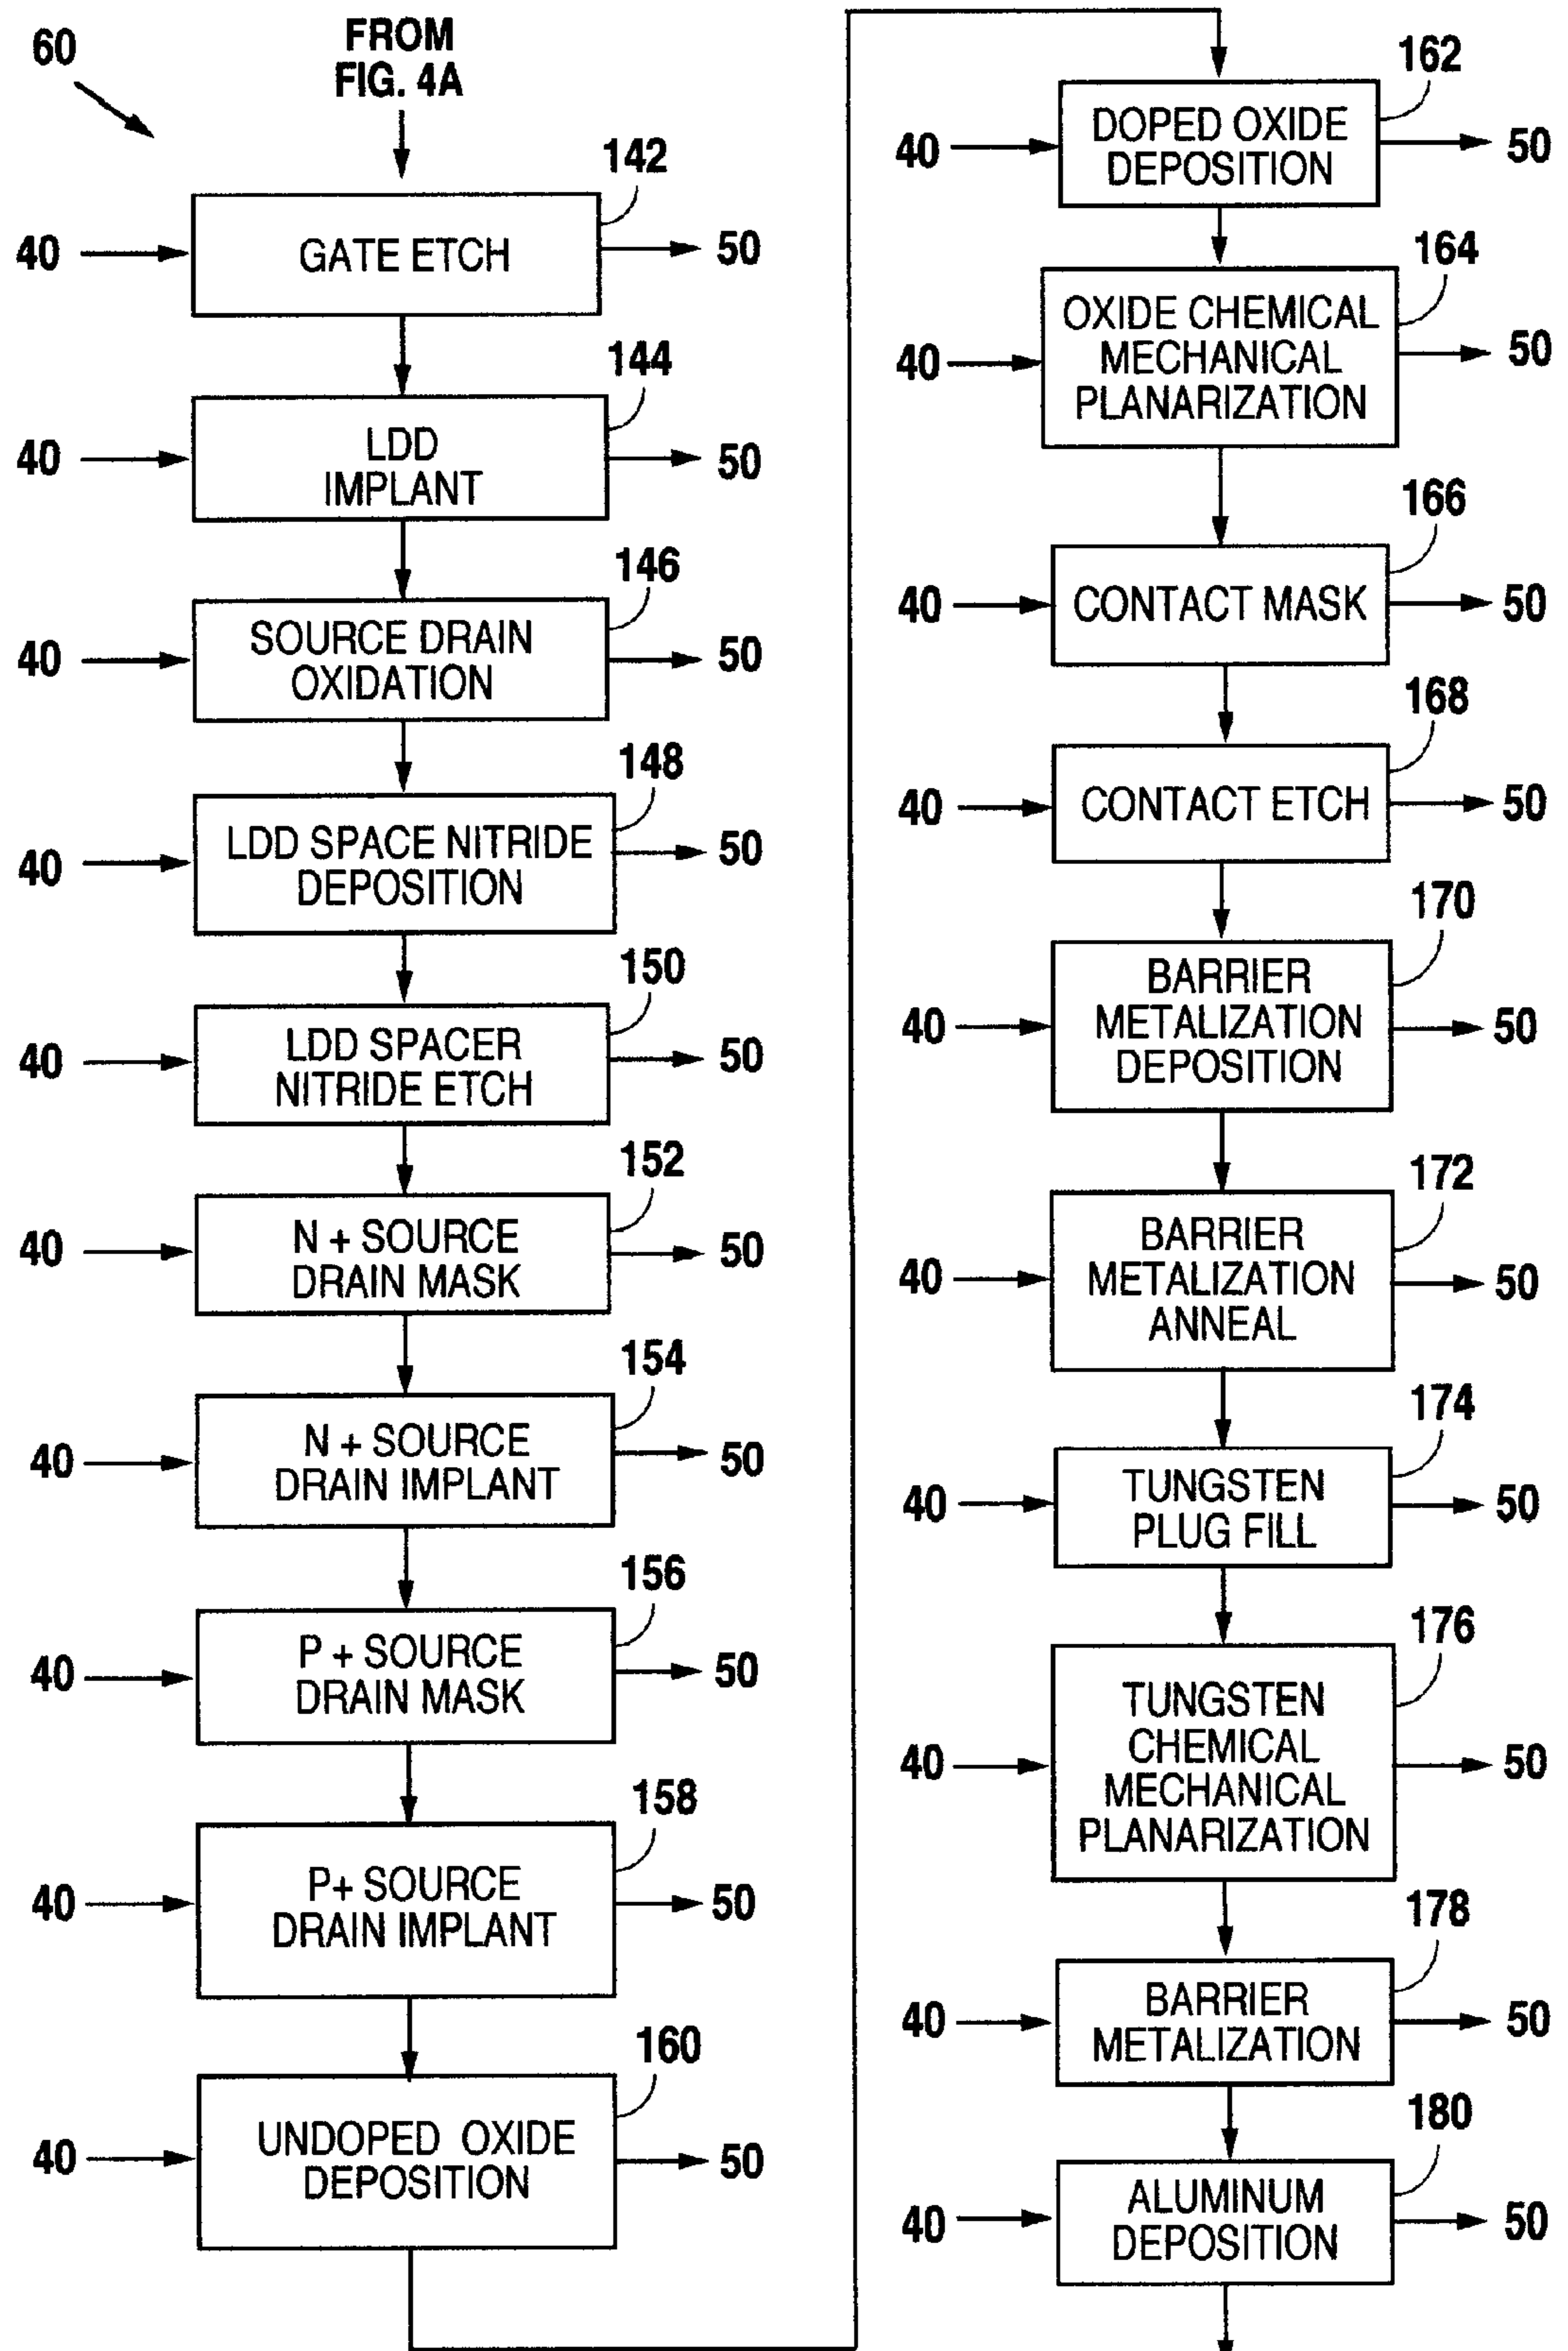 60
FROM
FIG. 4A
142
40
GATE ETCH
50
144
40
LDD
IMPLANT
50
146
40
SOURCE DRAIN
OXIDATION
50
148
40
LDD SPACE NITRIDE
DEPOSITION
50
150
40
LDD SPACER
NITRIDE ETCH
50
152
40
N + SOURCE
DRAIN MASK
50
154
40
N + SOURCE
DRAIN IMPLANT
50
156
40
P + SOURCE
DRAIN MASK
50
158
40
P+ SOURCE
DRAIN IMPLANT
50
160
40
UNDOPED OXIDE
DEPOSITION
50
162
40
DOPED OXIDE
DEPOSITION
50
164
40
OXIDE CHEMICAL
MECHANICAL
PLANARIZATION
50
166
40
CONTACT MASK
50
168
40
CONTACT ETCH
50
170
40
BARRIER
METALIZATION
DEPOSITION
50
172
40
BARRIER
METALIZATION
ANNEAL
50
174
40
TUNGSTEN
PLUG FILL
50
176
40
TUNGSTEN
CHEMICAL
MECHANICAL
PLANARIZATION
50
178
40
BARRIER
METALIZATION
50
180
40
ALUMINUM
DEPOSITION
50